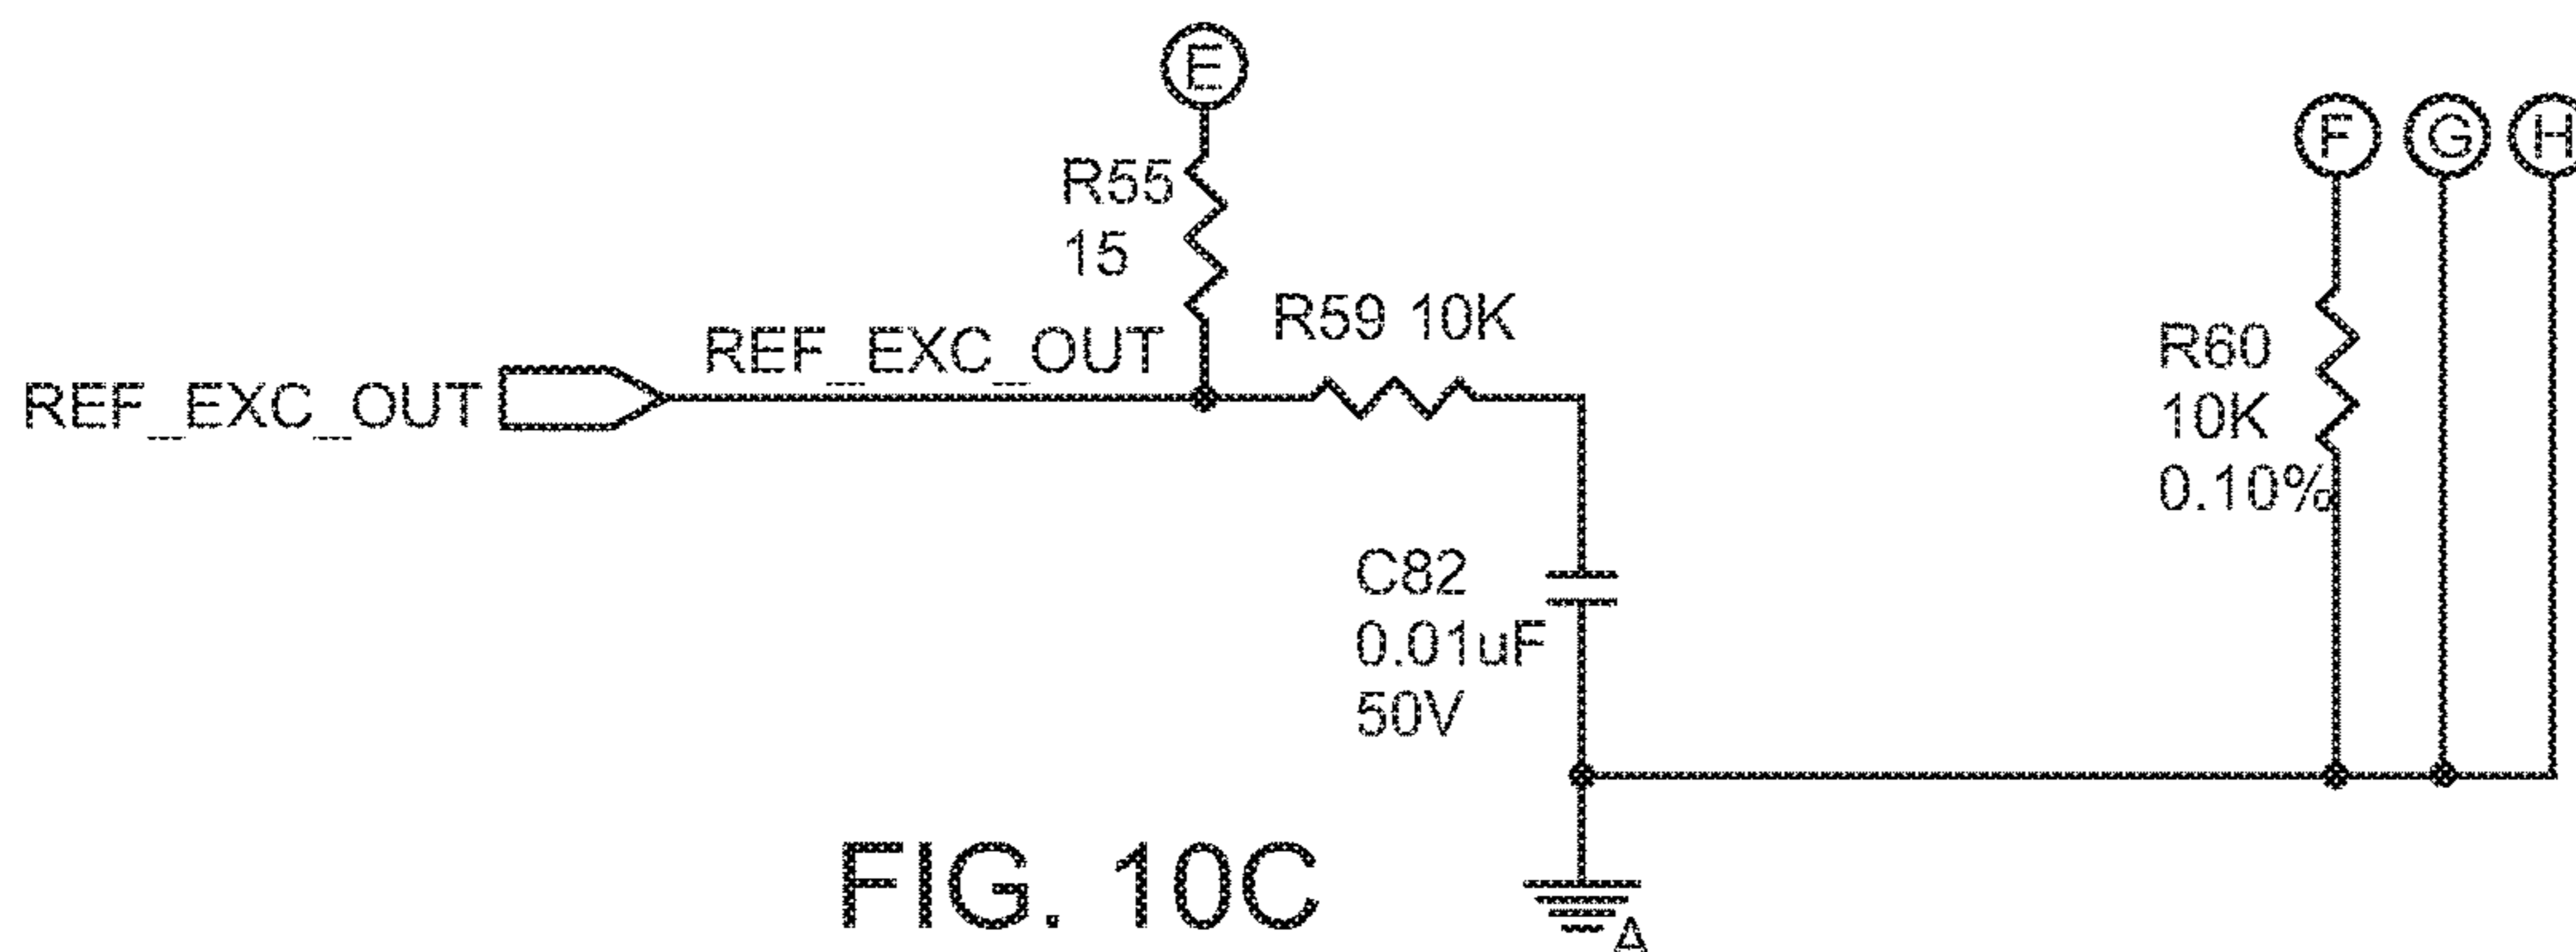 E
F G H
R55
15
R59 10K
REF_EXC_OUT
REF_EXC_OUT
R60
10K
0.10%
C82
0.01uF
50V
FIG. 10C
A